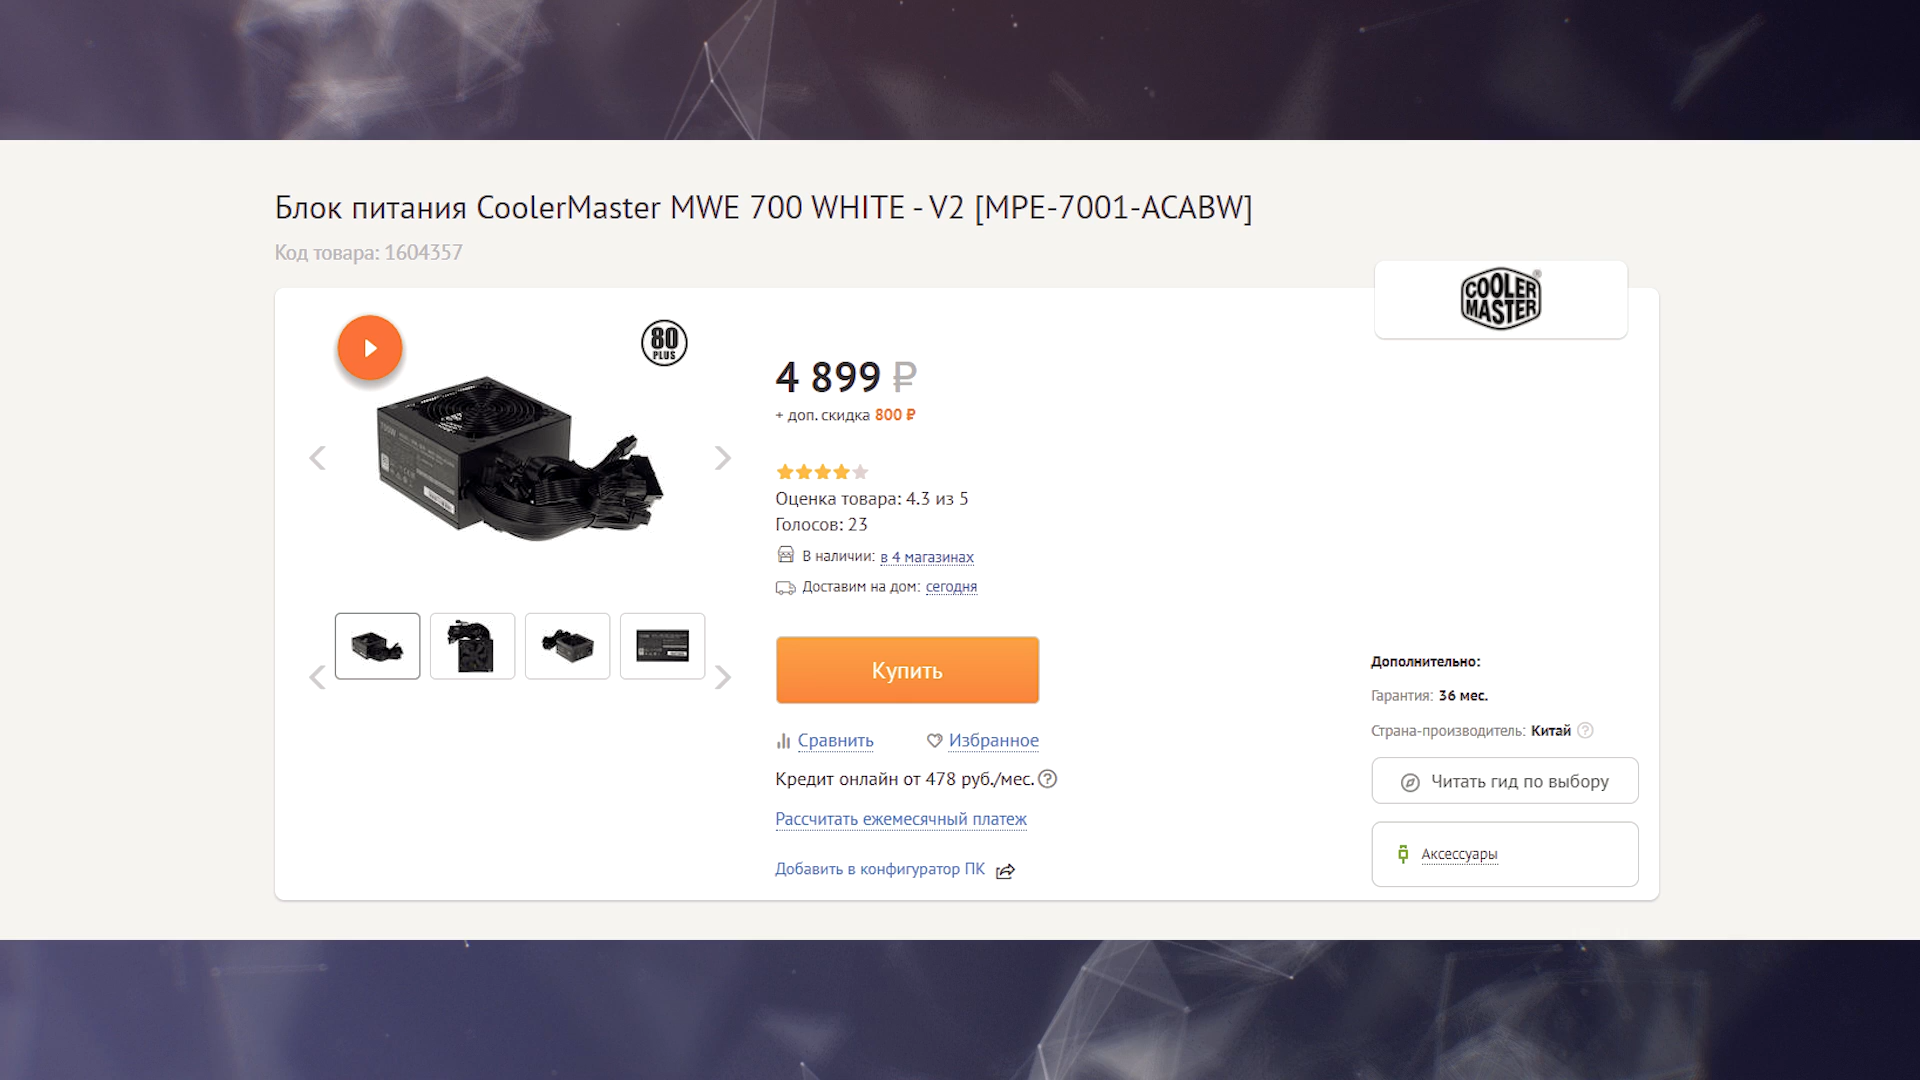 Блок питания CoolerMaster MWE 700 WHITE - V2 [MPE-7001-ACABW]
Код товара: 1604357
COOLER
MASTER
80
PLUS
4 899 ₽
+ доп. скидка 800 ₽
700W
Оценка товара: 4.3 из 5
Голосов: 23
В наличии: в 4 магазинах
Доставим на дом: сегодня
Купить
Сравнить Избранное
Кредит онлайн от 478 руб./мес. ?
Рассчитать ежемесячный платеж
Добавить в конфигуратор ПК
Дополнительно:
Гарантия: 36 мес.
Страна-производитель: Китай ?
Читать гид по выбору
Аксессуары